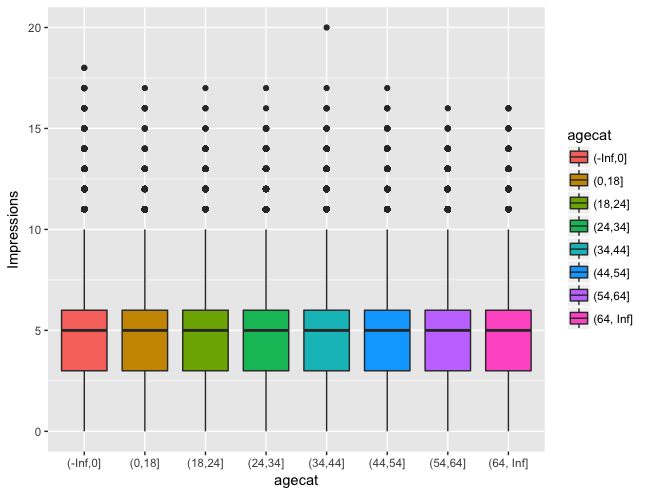 20
15
10
5
0
Impressions
(-Inf,0]
(0,18]
(18,24]
(24,34]
(34,44]
(44,54]
(54,64]
(64, Inf]
agecat
agecat
(-Inf,0]
(0,18]
(18,24]
(24,34]
(34,44]
(44,54]
(54,64]
(64, Inf]